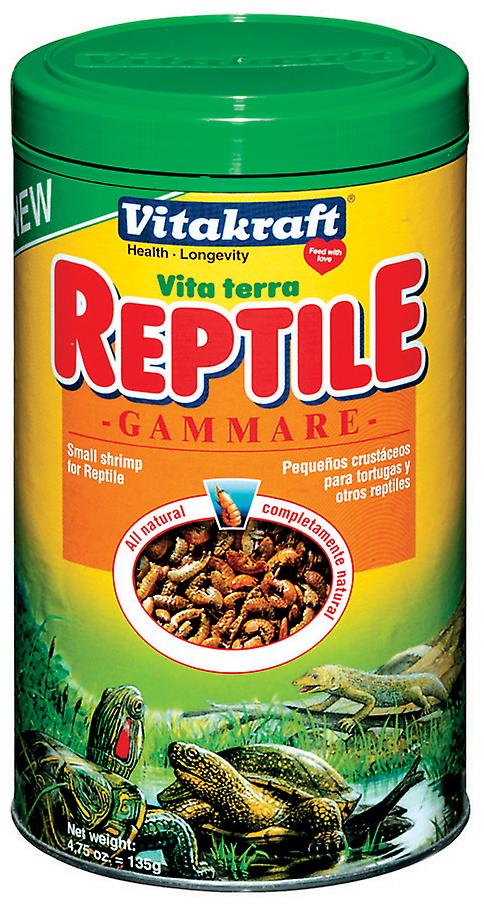 Vitakraft
NEW
Vitakraft®
Health · Longevity
Feed with
love
Vita terra
REPTILE
-GAMMARE-
Small shrimp
for Reptile
Pequeños crustáceos
para tortugas y
otros reptiles
All natural
completamente natural
Net weight:
4,75 oz. = 135g